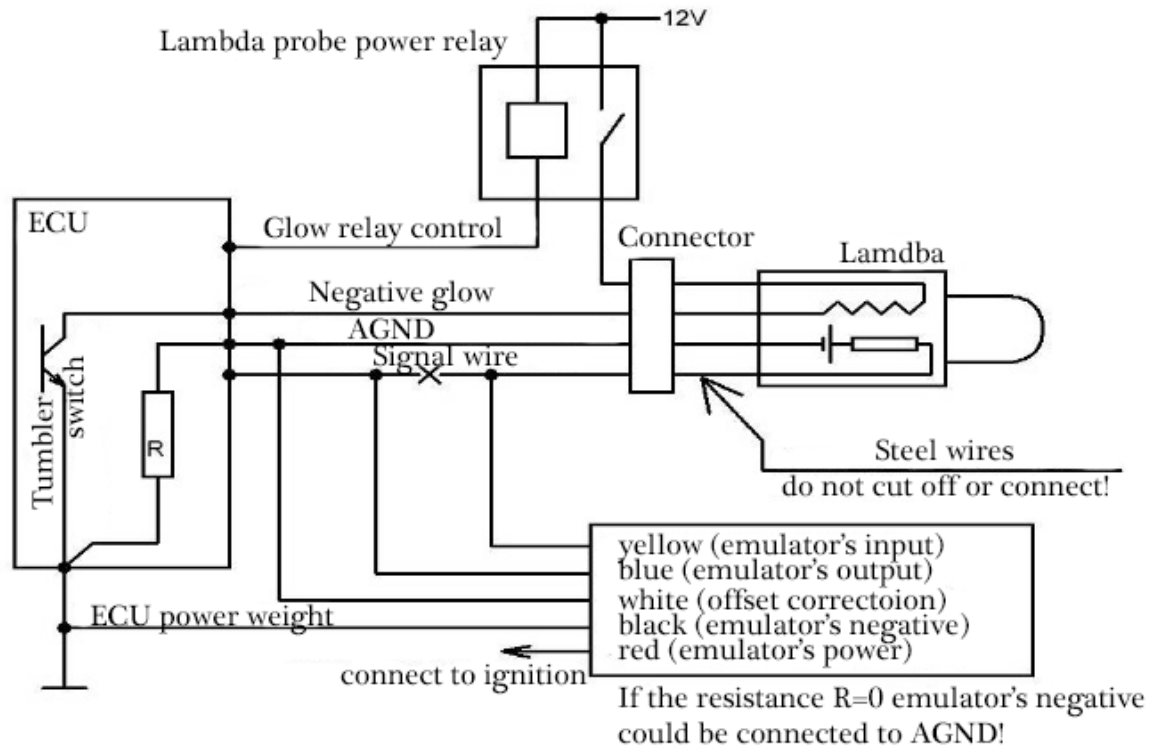 12V
Lambda probe power relay
ECU
Glow relay control
Connector
Lamdba
Negative glow
AGND
Signal wire
Tumbler
switch
R
Steel wires
do not cut off or connect!
yellow (emulator's input)
blue (emulator's output)
white (offset correctoion)
black (emulator's negative)
red (emulator's power)
ECU power weight
connect to ignition
If the resistance R=0 emulator's negative
could be connected to AGND!